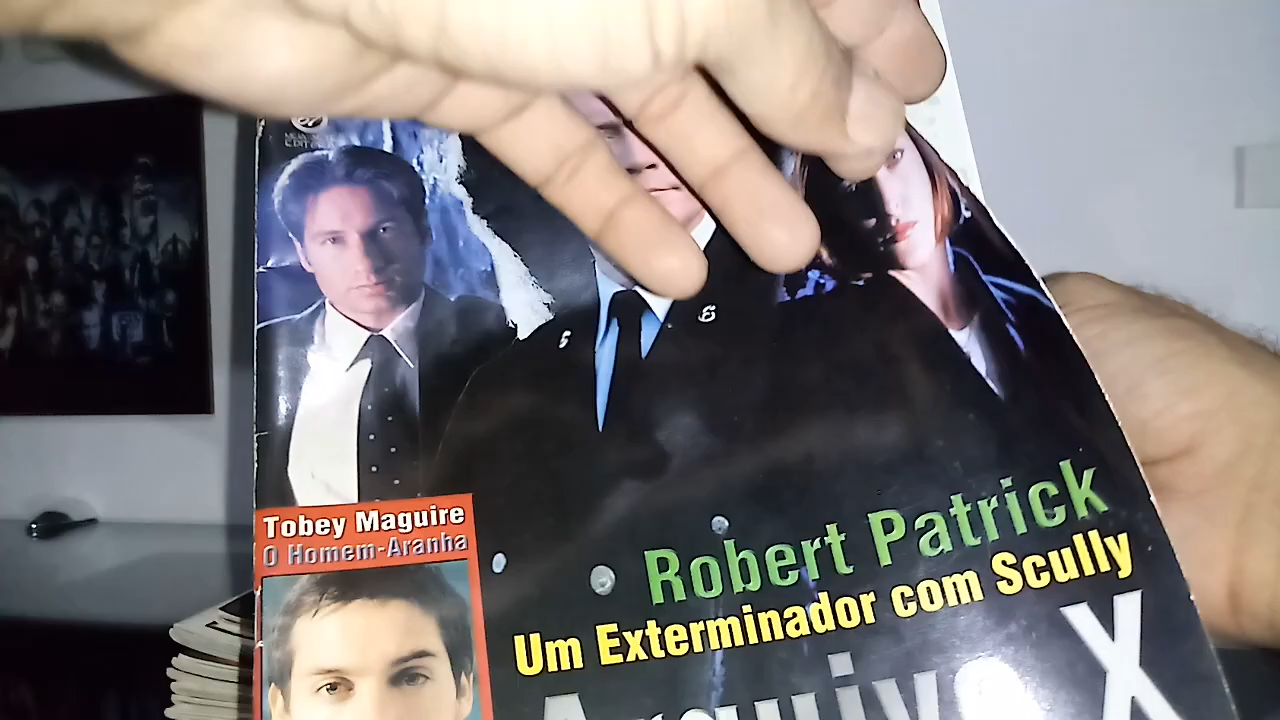 Tobey Maguire
O Homem-Aranha
Robert Patrick
Um Exterminador com Scully
Arquivo X